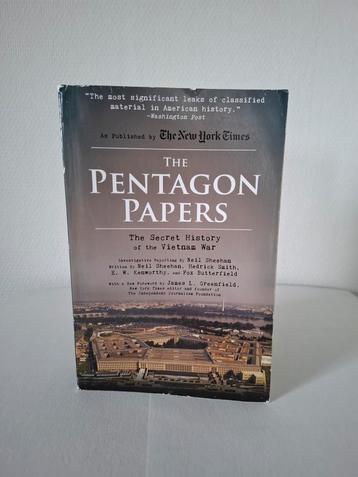 "The most significant leaks of classified
material in American history."
–Washington Post
As Published by The New York Times
THE
PENTAGON
PAPERS
The Secret History
of the Vietnam War
Investigative Reporting by Neil Sheehan
Written by Neil Sheehan, Hedrick Smith,
E. W. Kenworthy, and Fox Butterfield
With a New Foreword by James L. Greenfield,
New York Times editor and founder of
The Independent Journalism Foundation